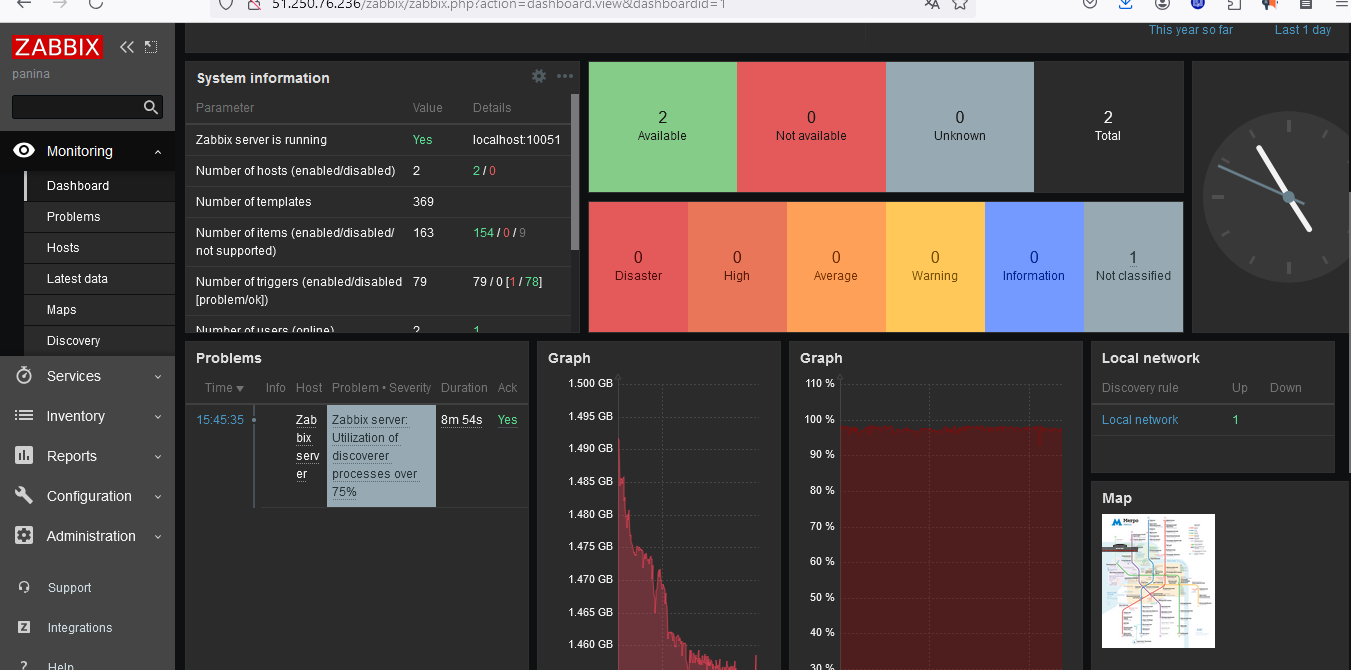 51.250.76.236/zabbix/zabbix.php?action=dashboard.view&dashboardid=1
ZABBIX
panina
Monitoring
Dashboard
Problems
Hosts
Latest data
Maps
Discovery
Services
Inventory
Reports
Configuration
Administration
Support
Z Integrations
? Help
This year so far Last 1 day
System information
Parameter Value Details
Zabbix server is running Yes localhost:10051
Number of hosts (enabled/disabled) 2 2 / 0
Number of templates 369
Number of items (enabled/disabled/ 163 154 / 0 / 9
not supported)
Number of triggers (enabled/disabled 79 79 / 0 [1 / 78]
[problem/ok])
Number of users (online) 2 1
2 0 0 2
Available Not available Unknown Total
0 0 0 0 0 1
Disaster High Average Warning Information Not classified
Problems
Time Info Host Problem • Severity Duration Ack
15:45:35 Zab Zabbix server: 8m 54s Yes
bix Utilization of
serv discoverer
er processes over
75%
Graph
1.500 GB
1.495 GB
1.490 GB
1.485 GB
1.480 GB
1.475 GB
1.470 GB
1.465 GB
1.460 GB
Graph
110 %
100 %
90 %
80 %
70 %
60 %
50 %
40 %
30 %
Local network
Discovery rule Up Down
Local network 1
Map
Метро